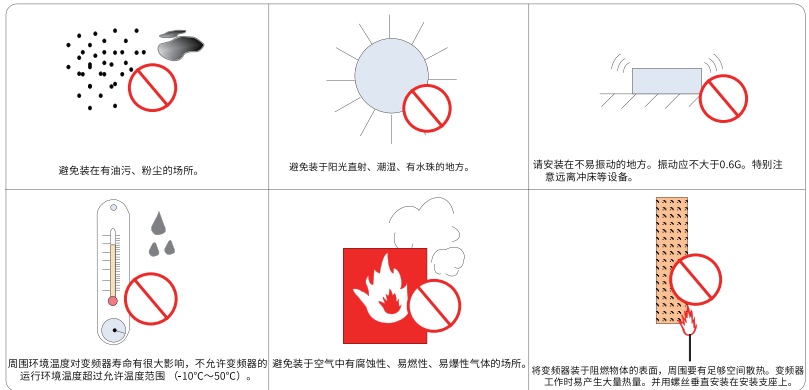 避免装在有油污、粉尘的场所。
避免装于阳光直射、潮湿、有水珠的地方。
请安装在不易振动的地方。振动应不大于0.6G。特别注
意远离冲床等设备。
周围环境温度对变频器寿命有很大影响，不允许变频器的
运行环境温度超过允许温度范围 （-10℃～50℃）。
避免装于空气中有腐蚀性、易燃性、易爆性气体的场所。
将变频器装于阻燃物体的表面，周围要有足够空间散热。变频器
工作时易产生大量热量。并用螺丝垂直安装在安装支座上。